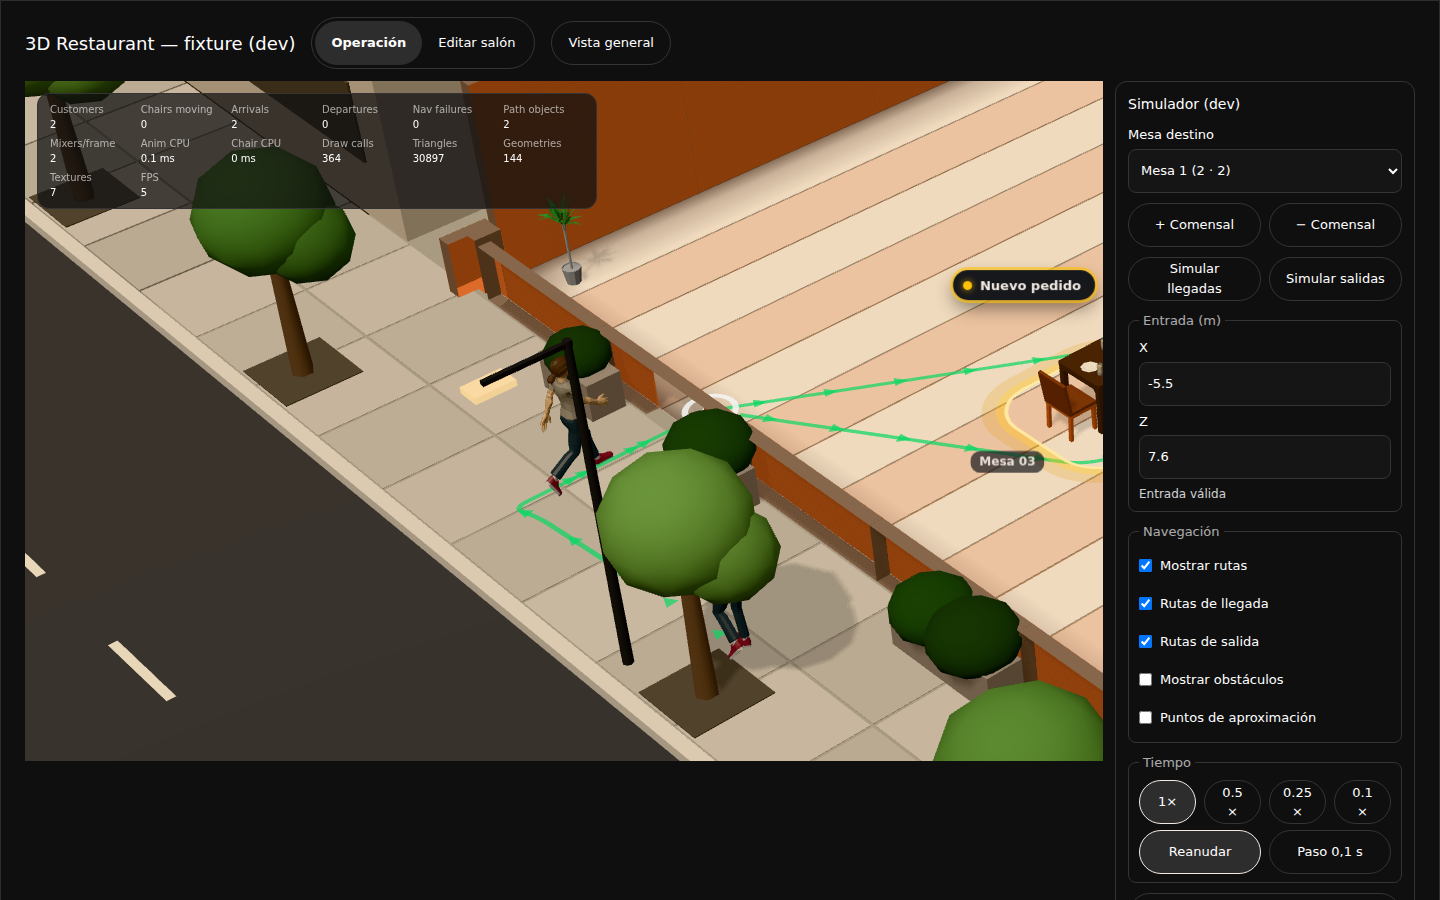 3D Restaurant — fixture (dev)
Operación
Editar salón
Vista general
Customers
2
Chairs moving
0
Arrivals
2
Departures
0
Nav failures
0
Path objects
2
Mixers/frame
2
Anim CPU
0.1 ms
Chair CPU
0 ms
Draw calls
364
Triangles
30897
Geometries
144
Textures
7
FPS
5
Nuevo pedido
Mesa 03
Simulador (dev)
Mesa destino
Mesa 1 (2 · 2)
+ Comensal
− Comensal
Simular
llegadas
Simular salidas
Entrada (m)
X
-5.5
Z
7.6
Entrada válida
Navegación
Mostrar rutas
Rutas de llegada
Rutas de salida
Mostrar obstáculos
Puntos de aproximación
Tiempo
1×
0.5
×
0.25
×
0.1
×
Reanudar
Paso 0,1 s